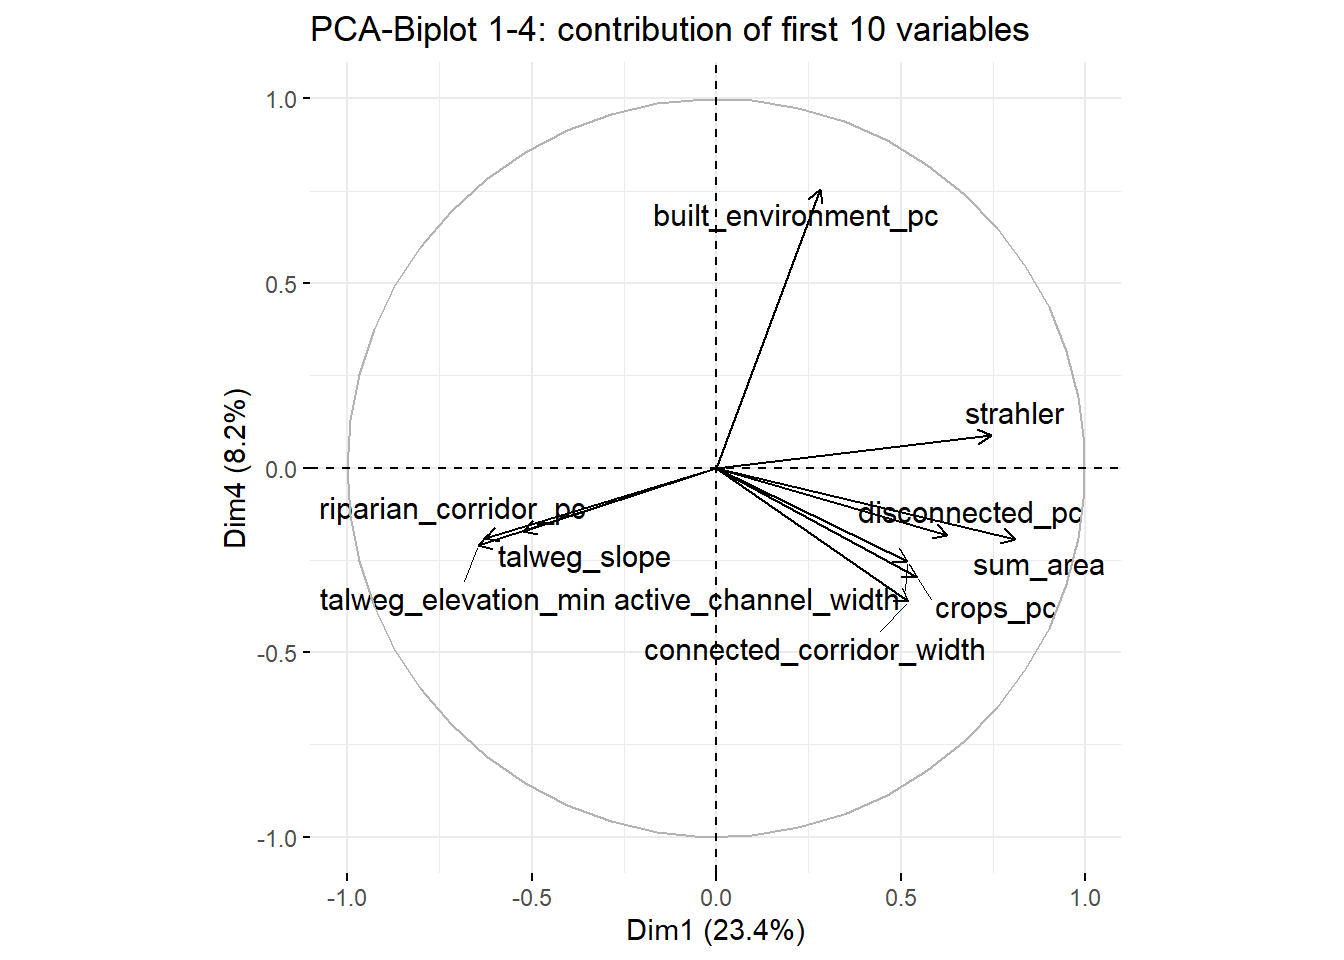 PCA-Biplot 1-4: contribution of first 10 variables
1.0
built_environment_pc
0.5
strahler
Dim4 (8.2%)
0.0
riparian_corridor_pc
disconnected_pc
talweg_slope
sum_area
talweg_elevation_min
active_channel_width
crops_pc
connected_corridor_width
-0.5
-1.0
-1.0
-0.5
0.0
0.5
1.0
Dim1 (23.4%)